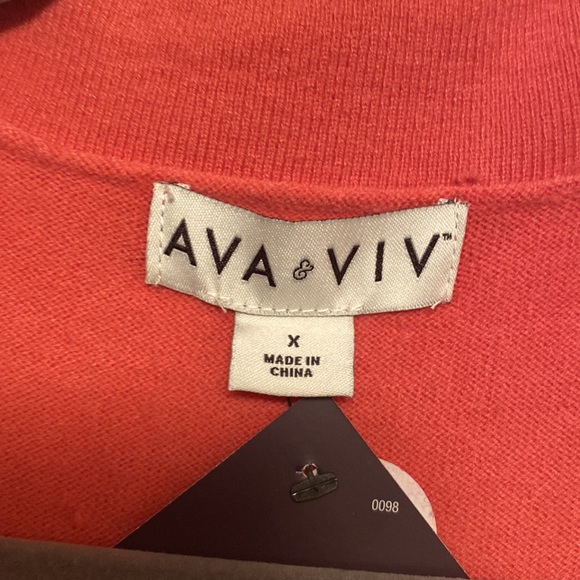 AVA & VIV™
X
MADE IN
CHINA
0098